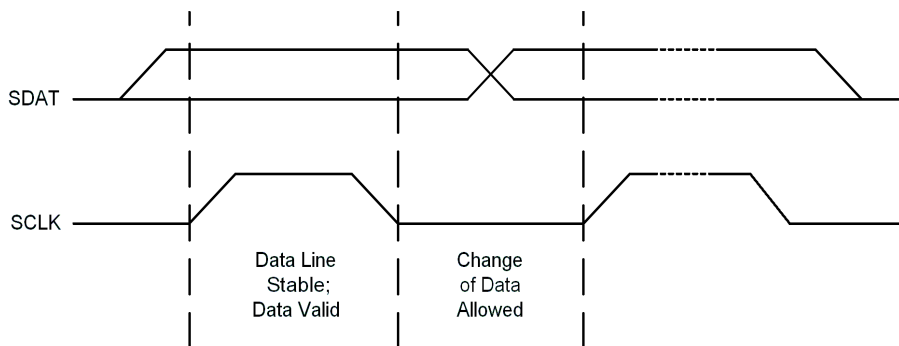 SDAT
SCLK
Data Line
Stable;
Data Valid
Change
of Data
Allowed